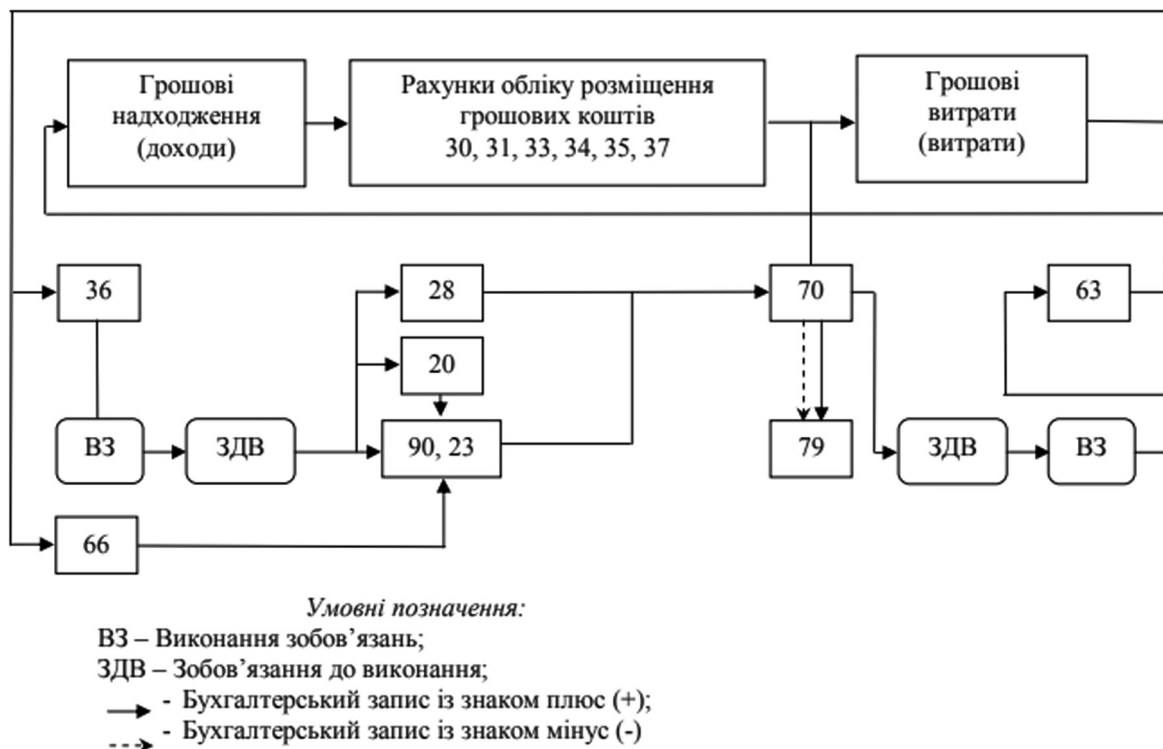 Грошові
надходження
(доходи)
Рахунки обліку розміщення
грошових коштів
30, 31, 33, 34, 35, 37
Грошові
витрати
(витрати)
36
28
70
63
20
ВЗ
ЗДВ
90, 23
79
ЗДВ
ВЗ
66
Умовні позначення:
ВЗ – Виконання зобов’язань;
ЗДВ – Зобов’язання до виконання;
- Бухгалтерський запис із знаком плюс (+);
- Бухгалтерський запис із знаком мінус (-)